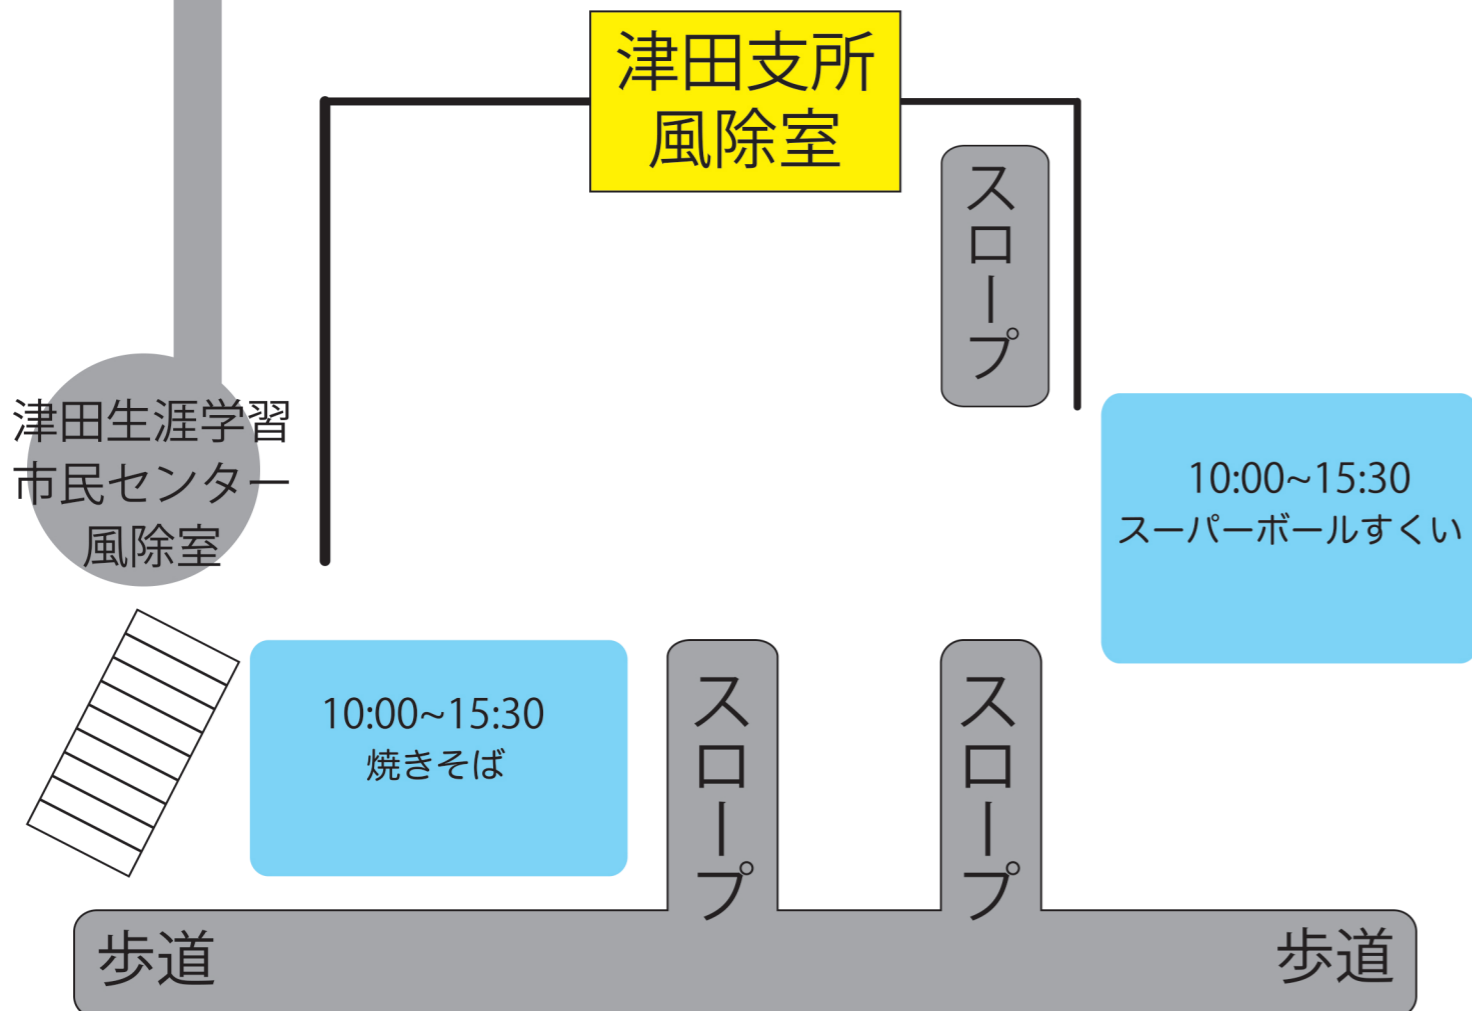 津田支所
風除室
スロープ
津田生涯学習
市民センター
風除室
10:00~15:30
スーパーボールすくい
10:00~15:30
焼きそば
スロープ
スロープ
歩道
歩道